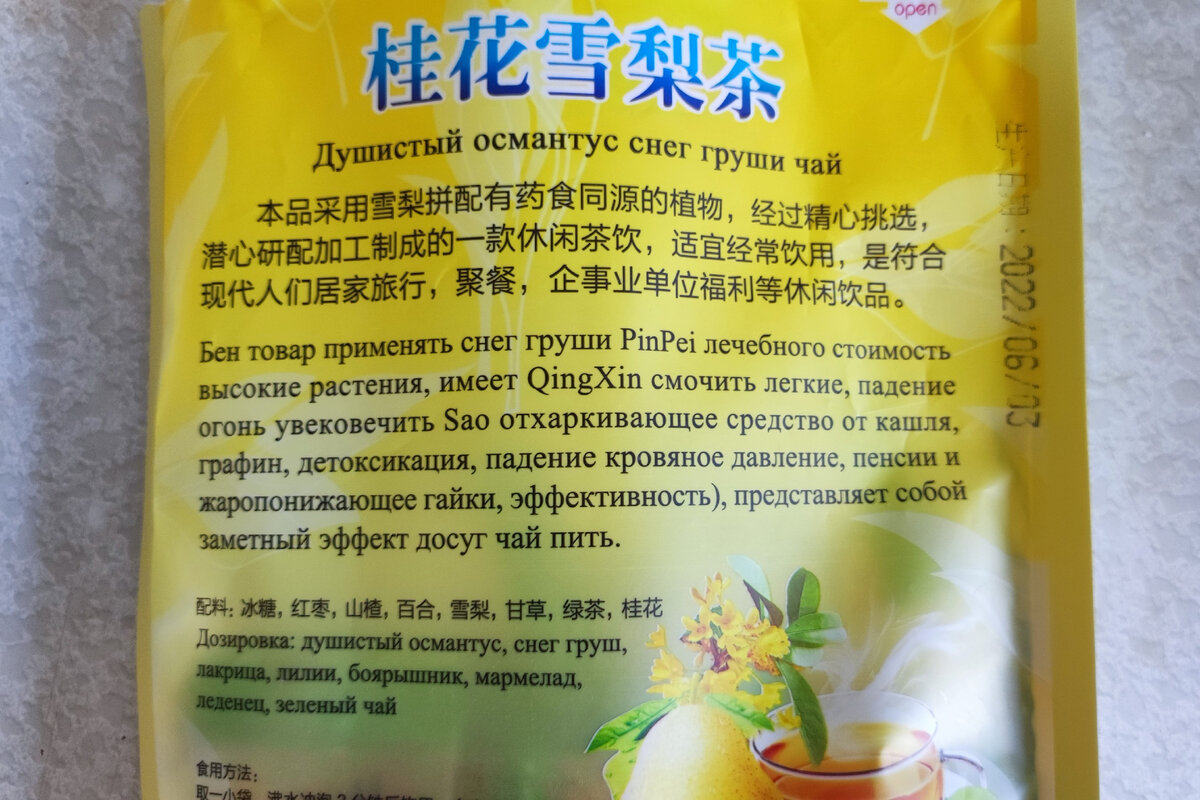 open
桂花雪梨茶
Душистый османтус снег груши чай
本品采用雪梨拼配有药食同源的植物，经过精心挑选，
潜心研配加工制成的一款休闲茶饮，适宜经常饮用，是符合
现代人们居家旅行，聚餐，企事业单位福利等休闲饮品。
Бен товар применять снег груши PinPei лечебного стоимость
высокие растения, имеет QingXin смочить легкие, падение
огонь увековечить Sao отхаркивающее средство от кашля,
графин, детоксикация, падение кровяное давление, пенсии и
жаропонижающее гайки, эффективность), представляет собой
заметный эффект досуг чай пить.
配料：冰糖，红枣，山楂，百合，雪梨，甘草，绿茶，桂花
Дозировка: душистый османтус, снег груш,
лакрица, лилии, боярышник, мармелад,
леденец, зеленый чай
食用方法：
取一小袋
2022/06/03